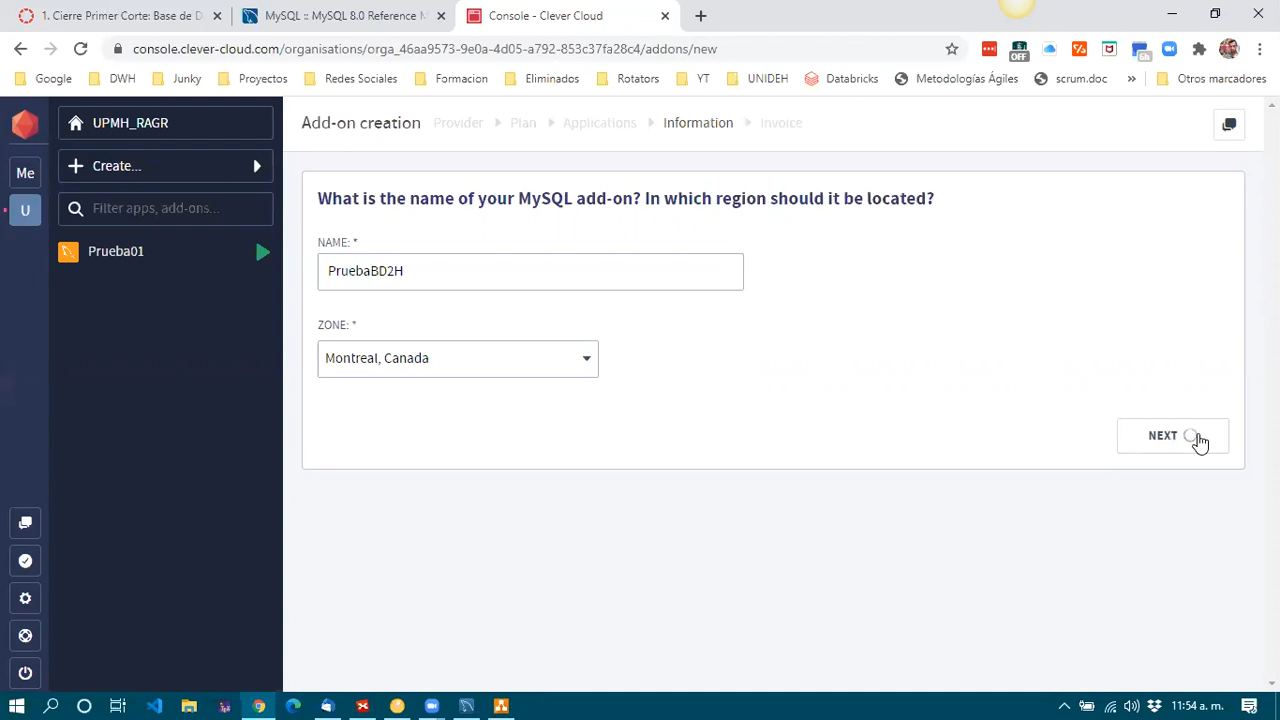 1. Cierre Primer Corte: Base de D
MySQL :: MySQL 8.0 Reference M
Console - Clever Cloud
console.clever-cloud.com/organisations/orga_46aa9573-9e0a-4d05-a792-853c37fa28c4/addons/new
OFF
5h
Google
DWH
Junky
Proyectos
Redes Sociales
Formacion
Eliminados
Rotators
YT
UNIDEH
Databricks
Metodologías Ágiles
scrum.doc
»
Otros marcadores
UPMH_RAGR
Add-on creation
Provider
Plan
Applications
Information
Invoice
Me
Create...
U
Filter apps, add-ons...
Prueba01
What is the name of your MySQL add-on? In which region should it be located?
NAME: *
PruebaBD2H
ZONE: *
Montreal, Canada
NEXT
11:54 a. m.